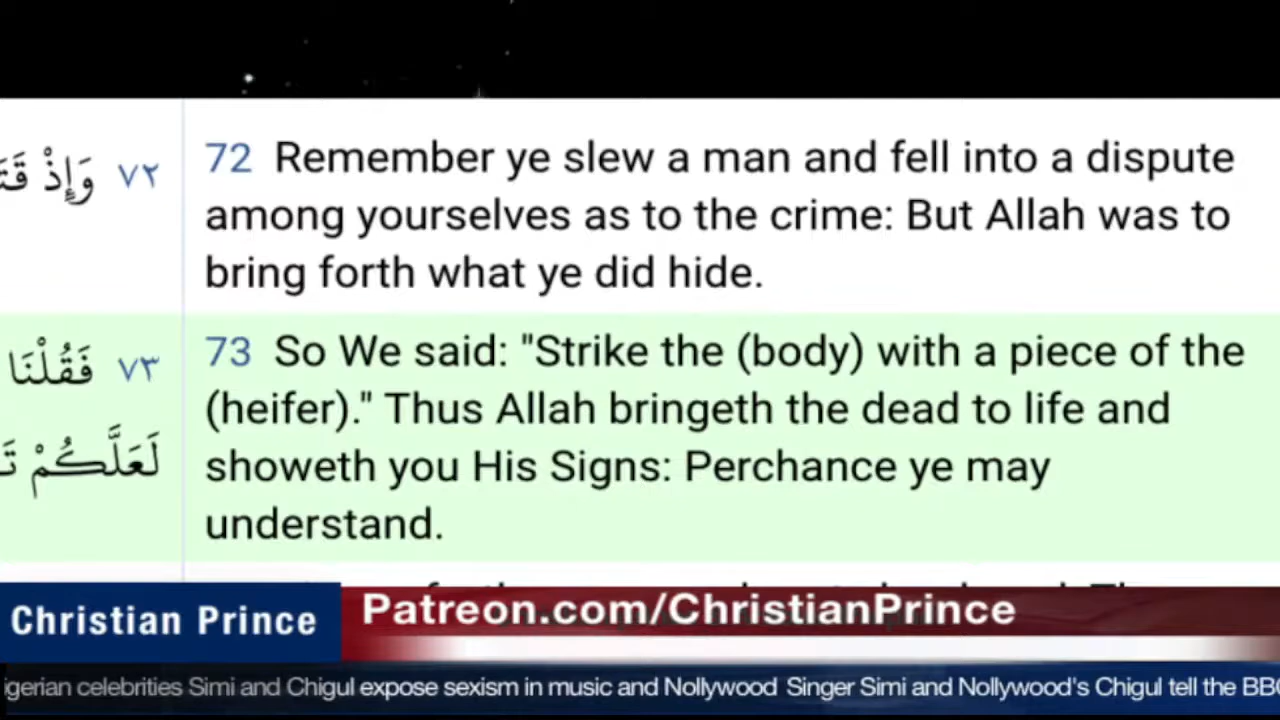 72 Remember ye slew a man and fell into a dispute
among yourselves as to the crime: But Allah was to
bring forth what ye did hide.
٧٢ وَإِذْ
73 So We said: "Strike the (body) with a piece of the
(heifer)." Thus Allah bringeth the dead to life and
showeth you His Signs: Perchance ye may
understand.
٧٣ فَقُلْنَا
لَعَلَّكُمْ
Christian Prince
Patreon.com/ChristianPrince
igerian celebrities Simi and Chigul expose sexism in music and Nollywood Singer Simi and Nollywood's Chigul tell the BBC